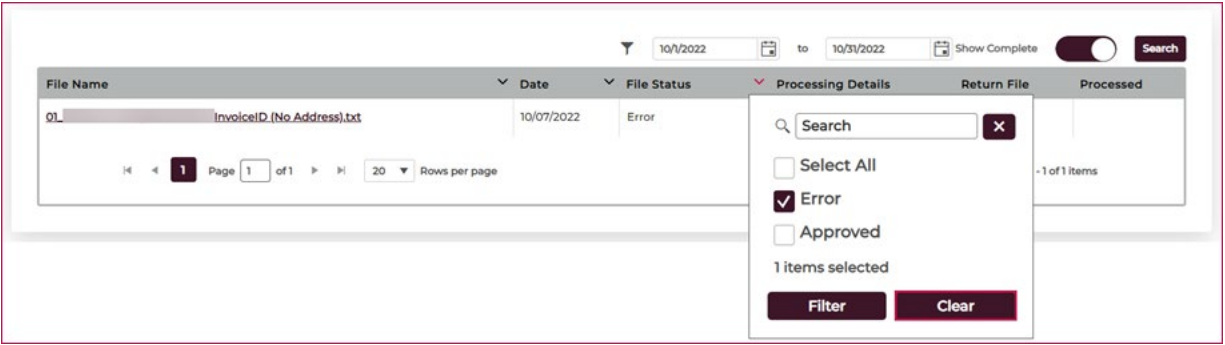 10/1/2022 to 10/31/2022 Show Complete Search
File Name Date File Status Processing Details Return File Processed
01_ InvoiceID (No Address).txt 10/07/2022 Error
1 Page 1 of 1 20 Rows per page - 1 of 1 items
Search
Select All
Error
Approved
1 items selected
Filter Clear